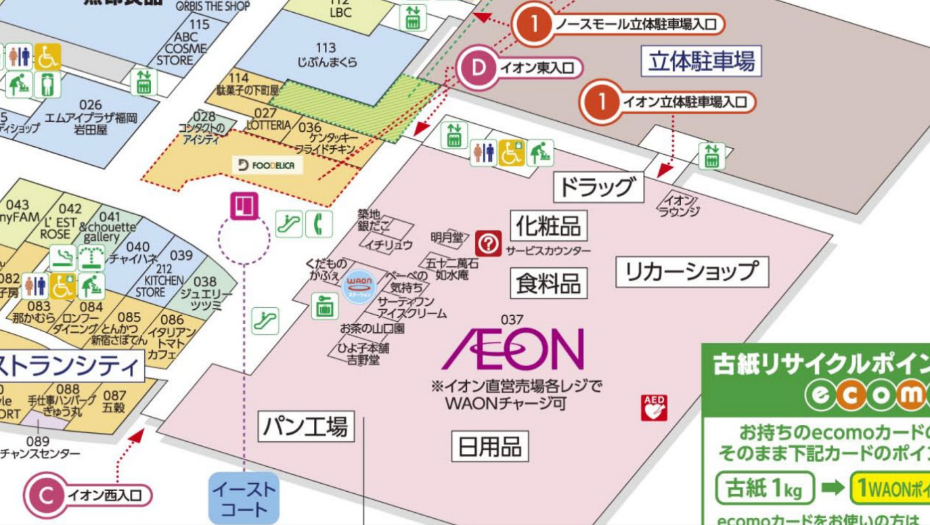 ORBIS THE SHOP
112
LBC
115
ABC
COSME
STORE
113
じぶんまくら
1
ノースモール立体駐車場入口
D
イオン東入口
立体駐車場
1
イオン立体駐車場入口
114
駄菓子の下町屋
026
エムアイプラザ福岡
岩田屋
028
コンタクトの
アイシティ
027
LOTTERIA
036
ケンタッキー
フライドチキン
FOODELICA
043
042
L'EST
ROSE
041
&chouette
gallery
040
チャイハネ
039
212
KITCHEN
STORE
038
ジュエリー
ツツミ
082
083
那かむら
084
ロンフー
ダイニング
085
とんかつ
新宿さぼてん
086
イタリアン
トマト
カフェ
ストランシティ
088
手仕事ハンバーグ
ぎゅう丸
087
五穀
089
チャンスセンター
C
イオン西入口
イースト
コート
築地
銀だこ
イチリュウ
明月堂
サービスカウンター
くだもの
かふぇ
WAON
べーべの
気持ち
五十二萬石
如水庵
サーティワン
アイスクリーム
お茶の山口園
ひよ子本舗
吉野堂
ドラッグ
イオン
ラウンジ
化粧品
食料品
リカーショップ
037
AEON
※イオン直営売場各レジで
WAONチャージ可
パン工場
日用品
AED
古紙リサイクルポイン
ecom
お持ちのecomoカードの
そのまま下記カードのポイン
古紙1kg
1WAONポイ
ecomoカードをお使いの方は